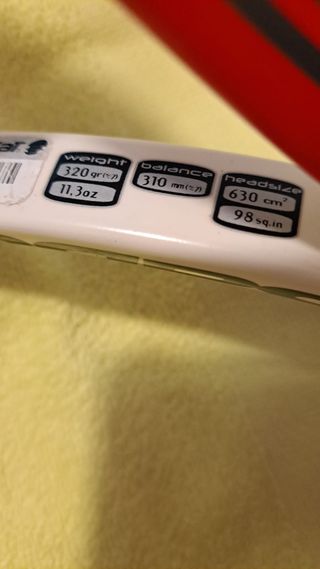 weight
320 gr (+/-7)
11.3oz
balance
310 mm (+/-7)
headsize
630 cm²
98 sq.in